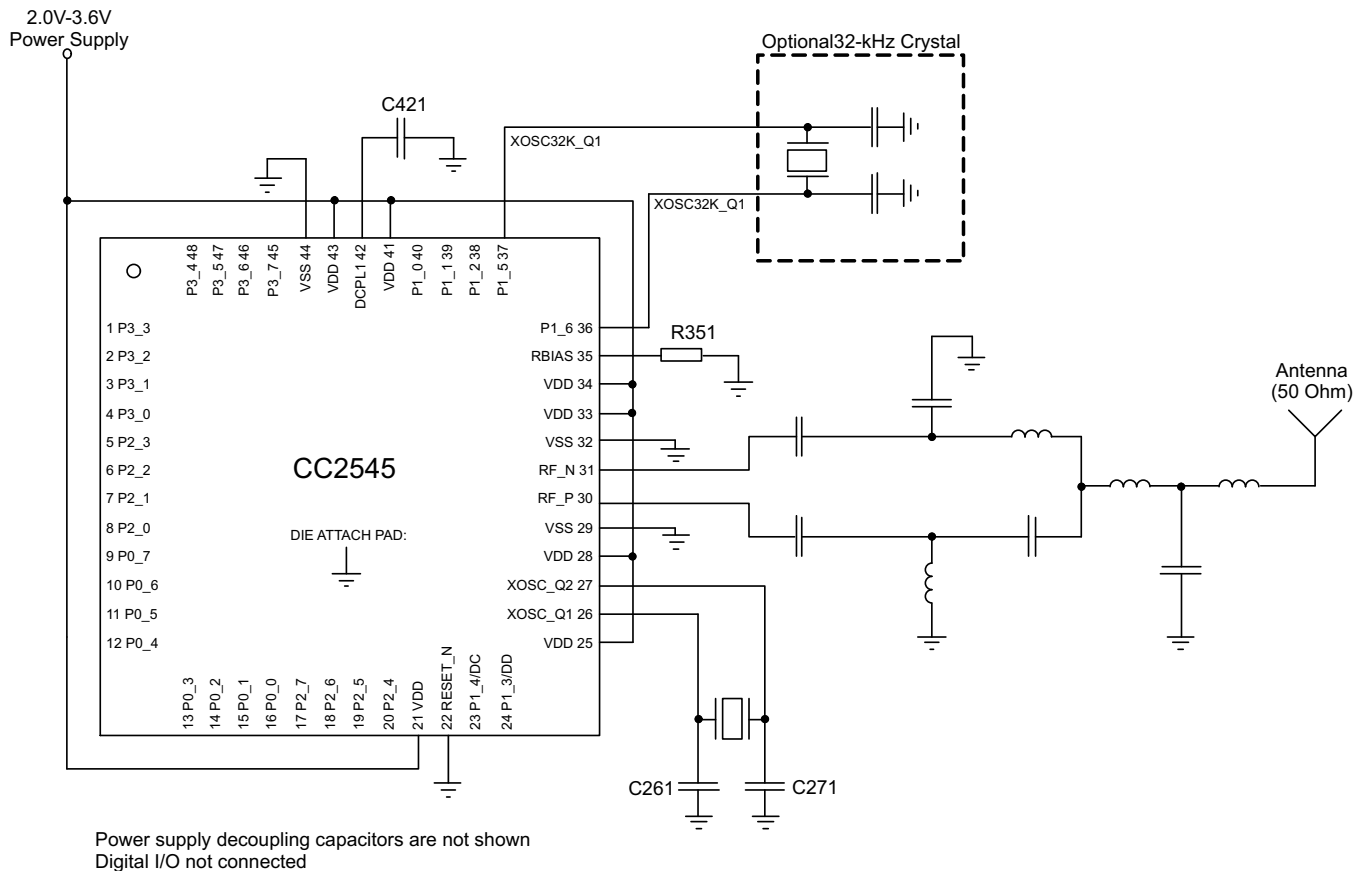 2.0V-3.6V
Power Supply
Optional32-kHz Crystal
C421
XOSC32K_Q1
XOSC32K_Q1
P3_4 48
P3_5 47
P3_6 46
P3_7 45
VSS 44
VDD 43
DCPL1 42
VDD 41
P1_0 40
P1_1 39
P1_2 38
P1_5 37
1 P3_3
2 P3_2
3 P3_1
4 P3_0
5 P2_3
6 P2_2
7 P2_1
8 P2_0
9 P0_7
10 P0_6
11 P0_5
12 P0_4
CC2545
DIE ATTACH PAD:
P1_6 36
RBIAS 35
VDD 34
VDD 33
VSS 32
RF_N 31
RF_P 30
VSS 29
VDD 28
XOSC_Q2 27
XOSC_Q1 26
VDD 25
R351
Antenna
(50 Ohm)
13 P0_3
14 P0_2
15 P0_1
16 P0_0
17 P2_7
18 P2_6
19 P2_5
20 P2_4
21 VDD
22 RESET_N
23 P1_4/DC
24 P1_3/DD
C261
C271
Power supply decoupling capacitors are not shown
Digital I/O not connected